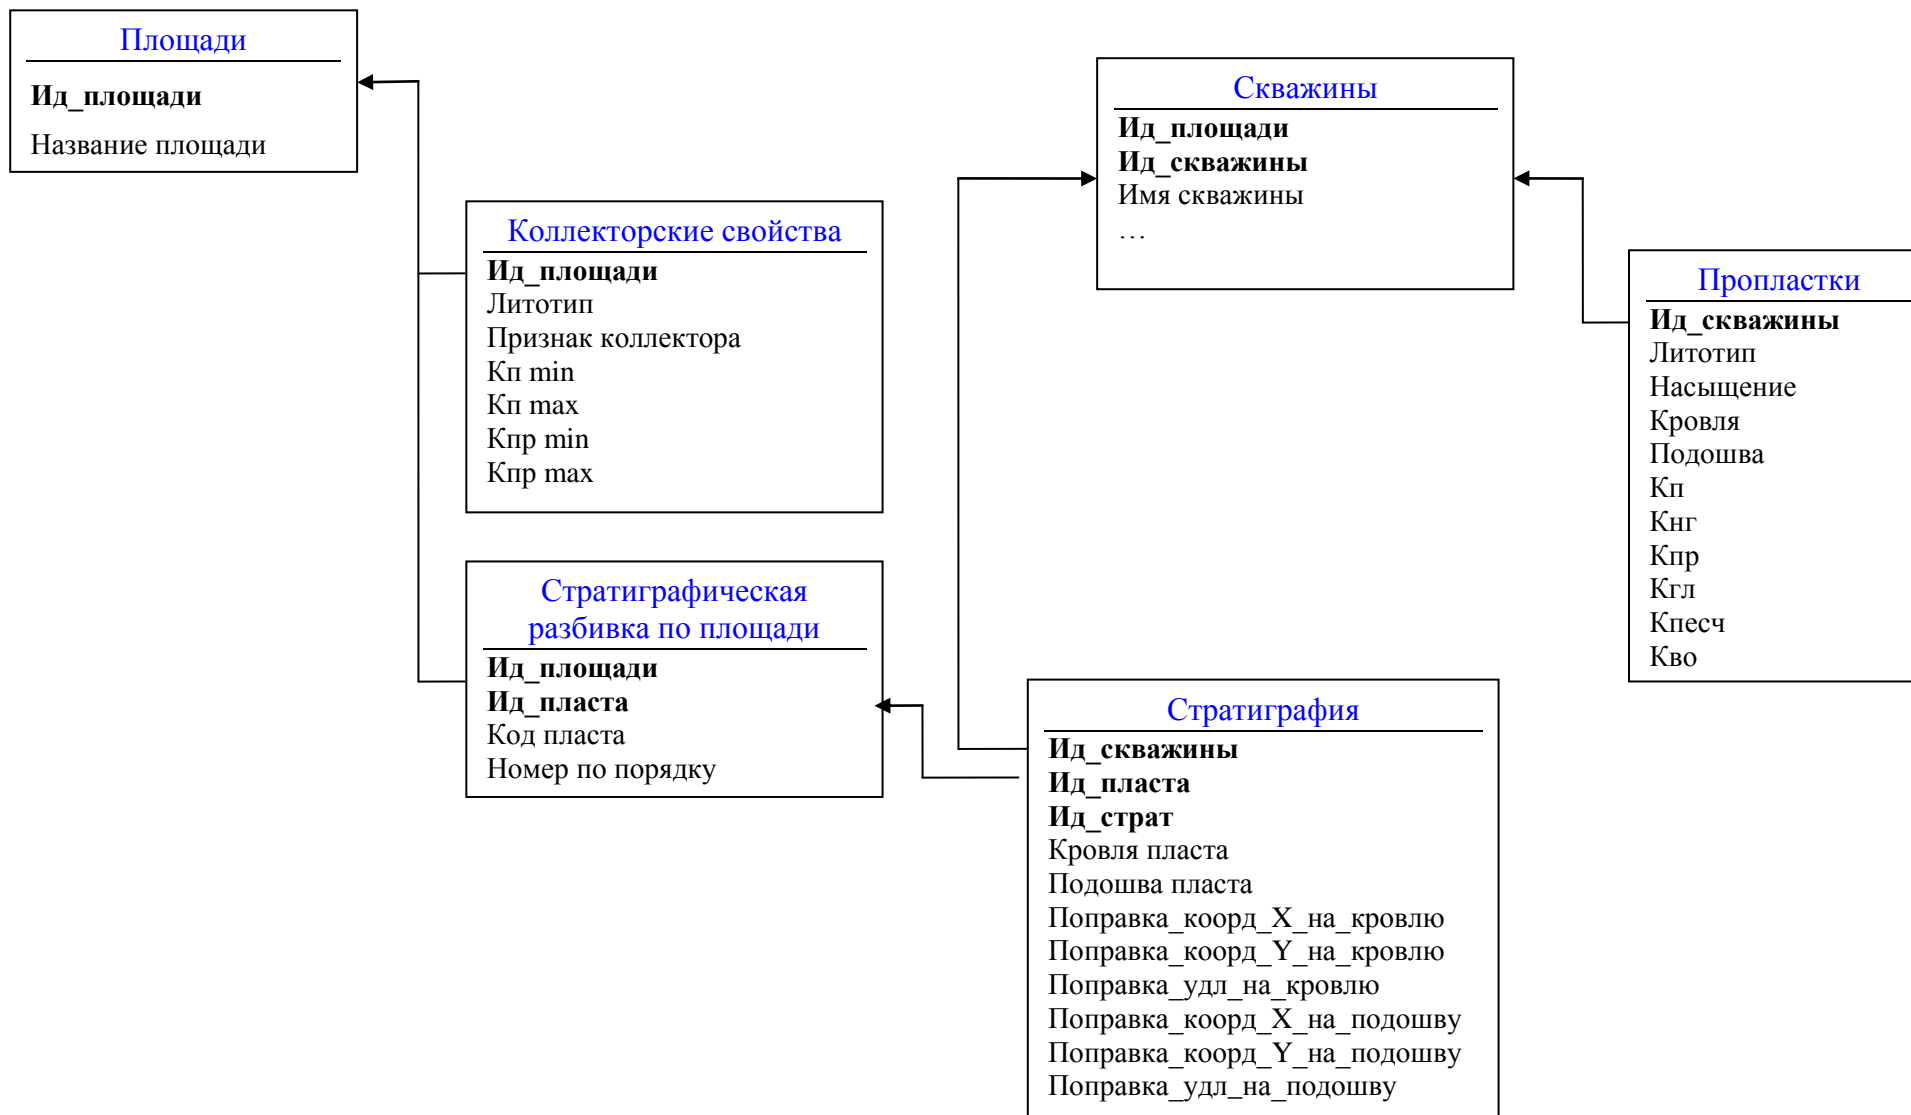 Площади
Ид_площади
Название площади
Коллекторские свойства
Ид_площади
Литотип
Признак коллектора
Кп min
Кп max
Кпр min
Кпр max
Стратиграфическая
разбивка по площади
Ид_площади
Ид_пласта
Код пласта
Номер по порядку
Скважины
Ид_площади
Ид_скважины
Имя скважины
…
Пропластки
Ид_скважины
Литотип
Насыщение
Кровля
Подошва
Кп
Кнг
Кпр
Кгл
Кпесч
Кво
Стратиграфия
Ид_скважины
Ид_пласта
Ид_страт
Кровля пласта
Подошва пласта
Поправка_коорд_X_на_кровлю
Поправка_коорд_Y_на_кровлю
Поправка_удл_на_кровлю
Поправка_коорд_X_на_подошву
Поправка_коорд_Y_на_подошву
Поправка_удл_на_подошву